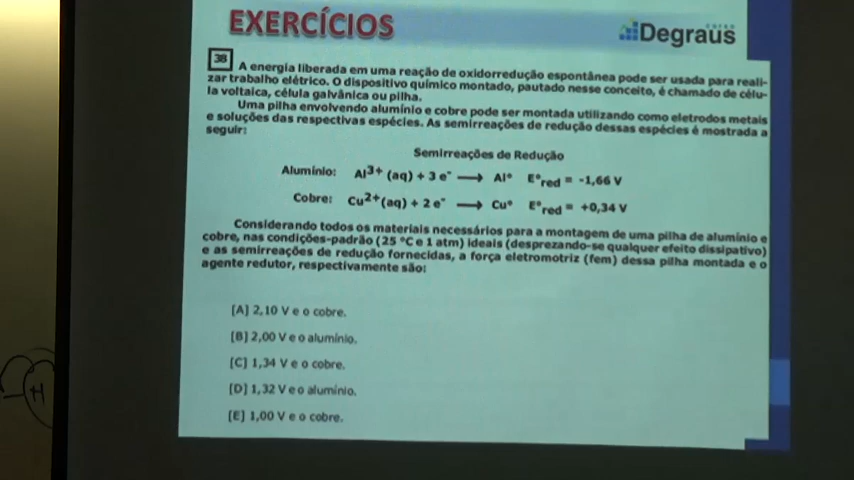 EXERCÍCIOS
CURSO
Degraus
38
A energia liberada em uma reação de oxidorredução espontânea pode ser usada para reali-
zar trabalho elétrico. O dispositivo químico montado, pautado nesse conceito, é chamado de célu-
la voltaica, célula galvânica ou pilha.
Uma pilha envolvendo alumínio e cobre pode ser montada utilizando como eletrodos metais
e soluções das respectivas espécies. As semirreações de redução dessas espécies é mostrada a
seguir:
Semirreações de Redução
Alumínio: Al³⁺ (aq) + 3 e⁻ ⟶ Al° E°red = -1,66 V
Cobre: Cu²⁺(aq) + 2 e⁻ ⟶ Cu° E°red = +0,34 V
Considerando todos os materiais necessários para a montagem de uma pilha de alumínio e
cobre, nas condições-padrão (25 °C e 1 atm) ideais (desprezando-se qualquer efeito dissipativo)
e as semirreações de redução fornecidas, a força eletromotriz (fem) dessa pilha montada e o
agente redutor, respectivamente são:
[A] 2,10 V e o cobre.
[B] 2,00 V e o alumínio.
[C] 1,34 V e o cobre.
[D] 1,32 V e o alumínio.
[E] 1,00 V e o cobre.
H